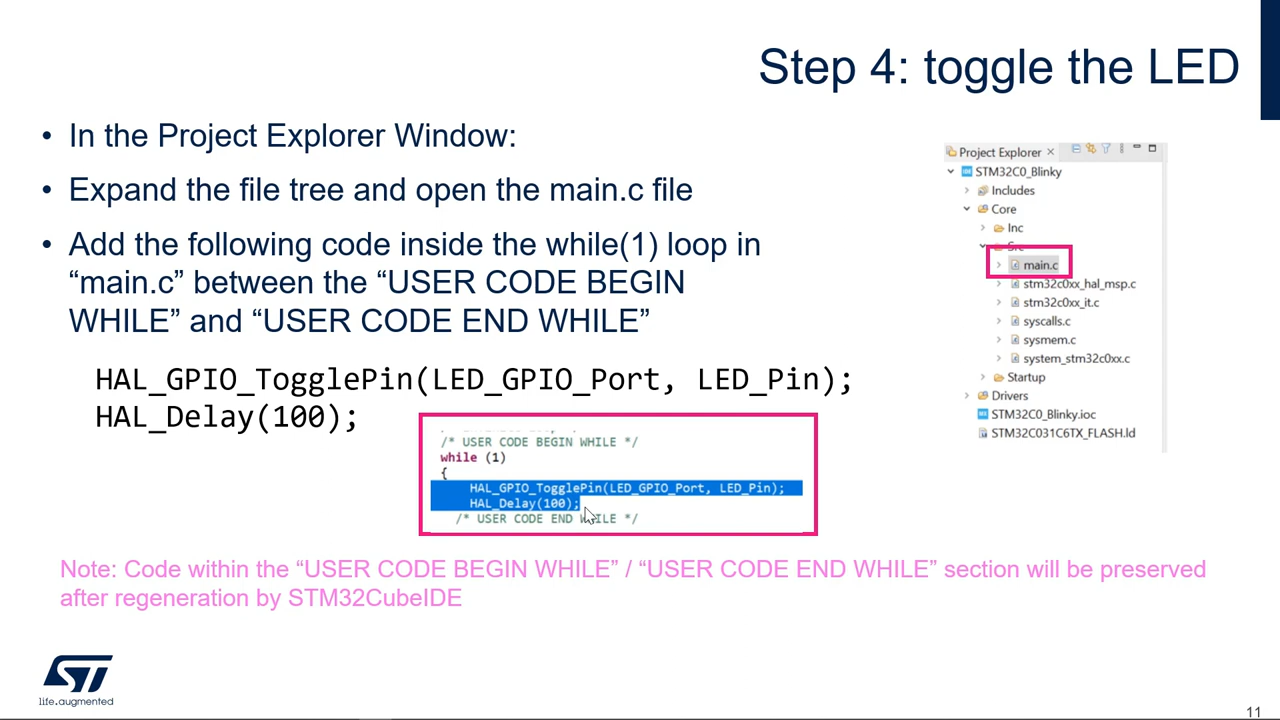 Step 4: toggle the LED
• In the Project Explorer Window:
• Expand the file tree and open the main.c file
• Add the following code inside the while(1) loop in
“main.c” between the “USER CODE BEGIN
WHILE” and “USER CODE END WHILE”
HAL_GPIO_TogglePin(LED_GPIO_Port, LED_Pin);
HAL_Delay(100);
/* USER CODE BEGIN WHILE */
while (1)
{
HAL_GPIO_TogglePin(LED_GPIO_Port, LED_Pin);
HAL_Delay(100);
/* USER CODE END WHILE */
Project Explorer
STM32C0_Blinky
Includes
Core
Inc
Src
main.c
stm32c0xx_hal_msp.c
stm32c0xx_it.c
syscalls.c
sysmem.c
system_stm32c0xx.c
Startup
Drivers
STM32C0_Blinky.ioc
STM32C031C6TX_FLASH.ld
Note: Code within the “USER CODE BEGIN WHILE” / “USER CODE END WHILE” section will be preserved
after regeneration by STM32CubeIDE
ST
life.augmented
11